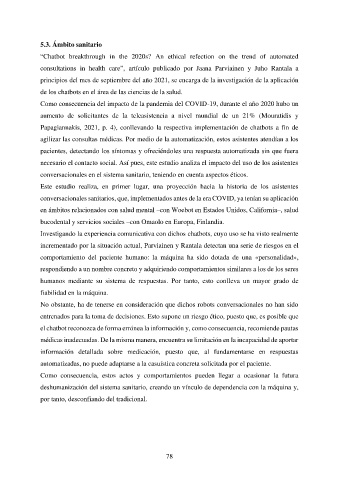 5.3. Ámbito sanitario
“Chatbot breakthrough in the 2020s? An ethical refection on the trend of automated
consultations in health care”, artículo publicado por Jaana Parviainen y Juho Rantala a
principios del mes de septiembre del año 2021, se encarga de la investigación de la aplicación
de los chatbots en el área de las ciencias de la salud.
Como consecuencia del impacto de la pandemia del COVID-19, durante el año 2020 hubo un
aumento de solicitantes de la teleasistencia a nivel mundial de un 21% (Mouratidis y
Papagiannakis, 2021, p. 4), conllevando la respectiva implementación de chatbots a fin de
agilizar las consultas médicas. Por medio de la automatización, estos asistentes atendían a los
pacientes, detectando los síntomas y ofreciéndoles una respuesta automatizada sin que fuera
necesario el contacto social. Así pues, este estudio analiza el impacto del uso de los asistentes
conversacionales en el sistema sanitario, teniendo en cuenta aspectos éticos.
Este estudio realiza, en primer lugar, una proyección hacia la historia de los asistentes
conversacionales sanitarios, que, implementados antes de la era COVID, ya tenían su aplicación
en ámbitos relacionados con salud mental –con Woebot en Estados Unidos, California–, salud
bucodental y servicios sociales –con Omaolo en Europa, Finlandia.
Investigando la experiencia comunicativa con dichos chatbots, cuyo uso se ha visto realmente
incrementado por la situación actual, Parviainen y Rantala detectan una serie de riesgos en el
comportamiento del paciente humano: la máquina ha sido dotada de una «personalidad»,
respondiendo a un nombre concreto y adquiriendo comportamientos similares a los de los seres
humanos mediante su sistema de respuestas. Por tanto, esto conlleva un mayor grado de
fiabilidad en la máquina.
No obstante, ha de tenerse en consideración que dichos robots conversacionales no han sido
entrenados para la toma de decisiones. Esto supone un riesgo ético, puesto que, es posible que
el chatbot reconozca de forma errónea la información y, como consecuencia, recomiende pautas
médicas inadecuadas. De la misma manera, encuentra su limitación en la incapacidad de aportar
información detallada sobre medicación, puesto que, al fundamentarse en respuestas
automatizadas, no puede adaptarse a la casuística concreta solicitada por el paciente.
Como consecuencia, estos actos y comportamientos pueden llegar a ocasionar la futura
deshumanización del sistema sanitario, creando un vínculo de dependencia con la máquina y,
por tanto, desconfiando del tradicional.
78